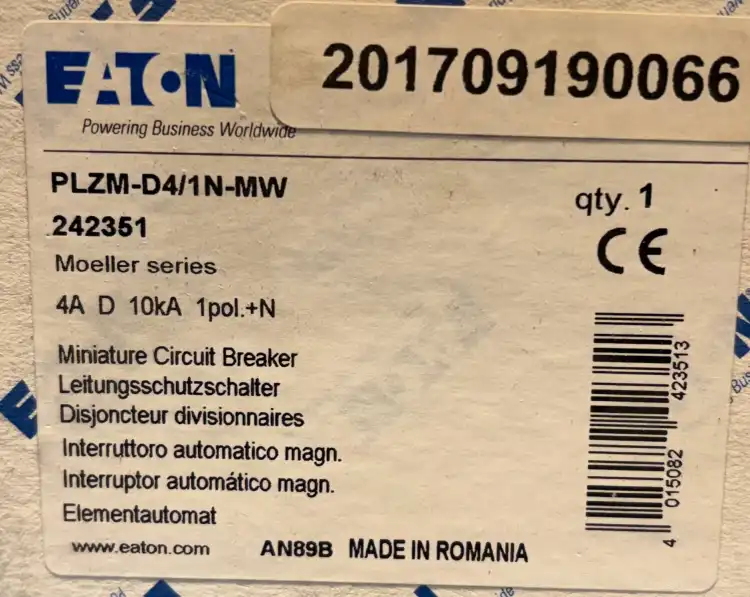 EATON
Powering Business Worldwide
201709190066
PLZM-D4/1N-MW
242351
Moeller series
4A D 10kA 1pol.+N
qty. 1
CE
Miniature Circuit Breaker
Leitungsschutzschalter
Disjoncteur divisionnaires
Interruttoro automatico magn.
Interruptor automático magn.
Elementautomat
www.eaton.com AN89B MADE IN ROMANIA
4 015082 423513